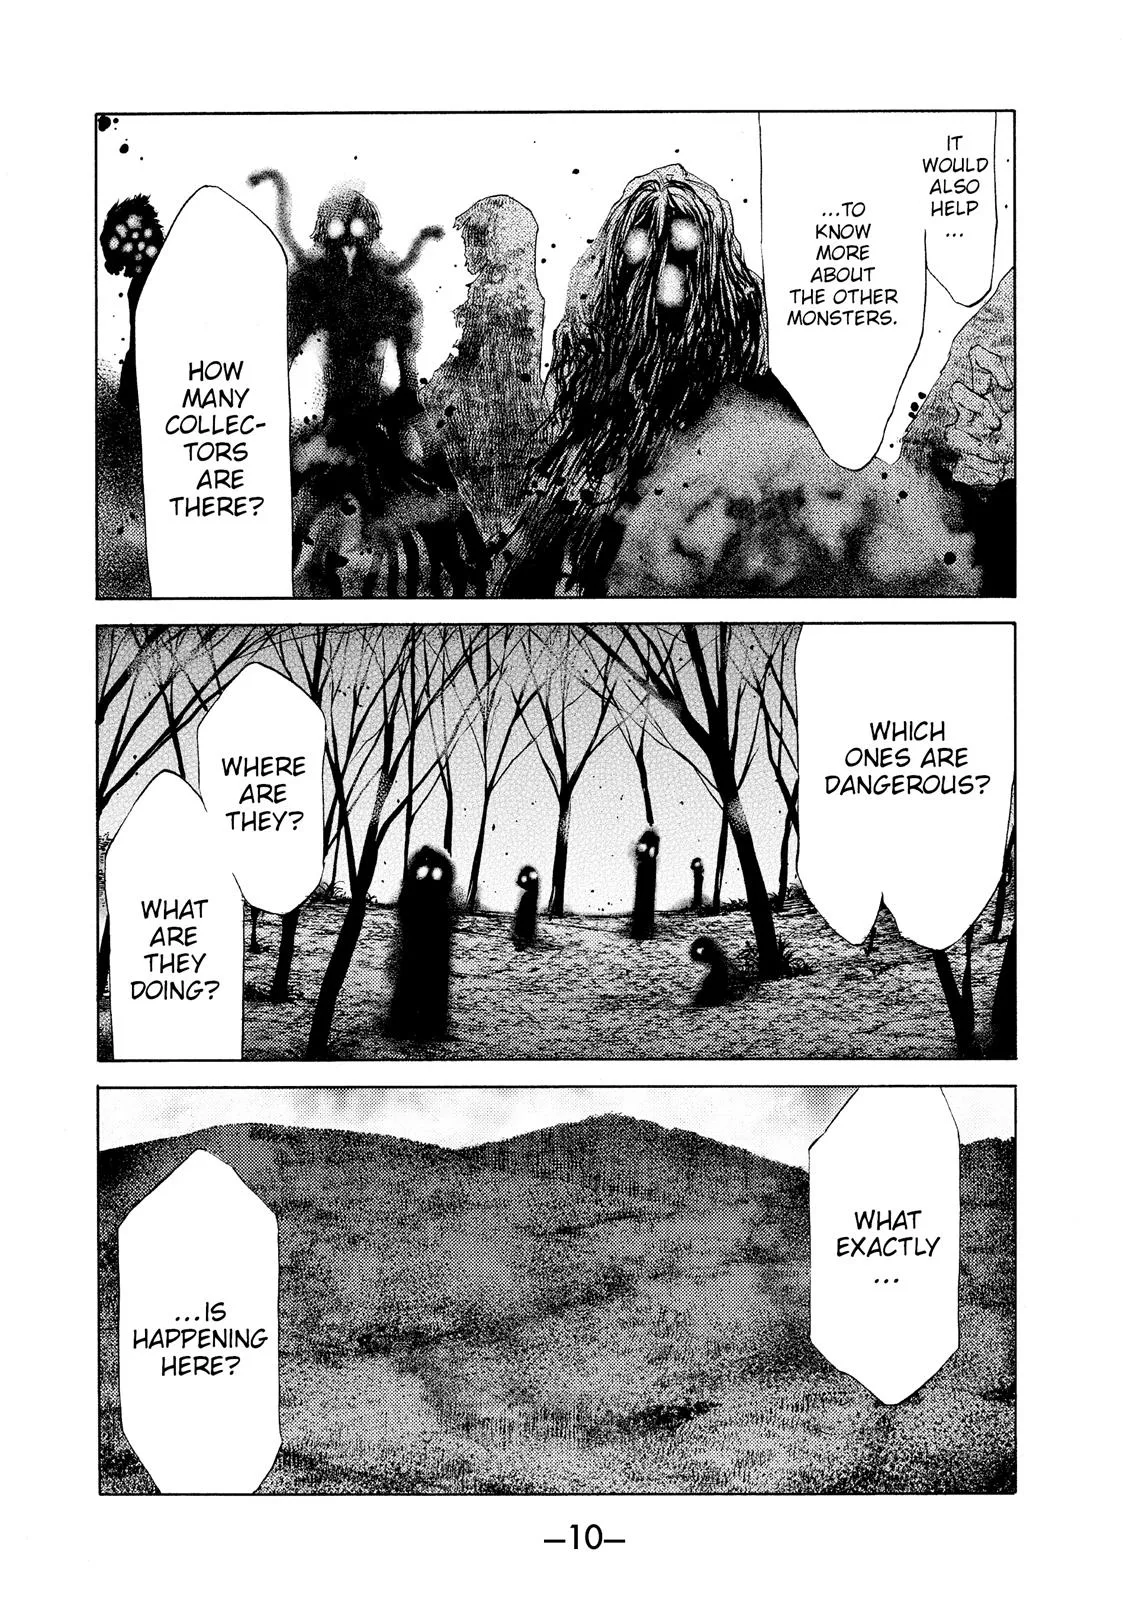 IT
WOULD
ALSO
HELP
...
...TO
KNOW
MORE
ABOUT
THE OTHER
MONSTERS.
HOW
MANY
COLLEC-
TORS
ARE
THERE?
WHICH
ONES ARE
DANGEROUS?
WHERE
ARE
THEY?
WHAT
ARE
THEY
DOING?
WHAT
EXACTLY
...
...IS
HAPPENING
HERE?
—10—